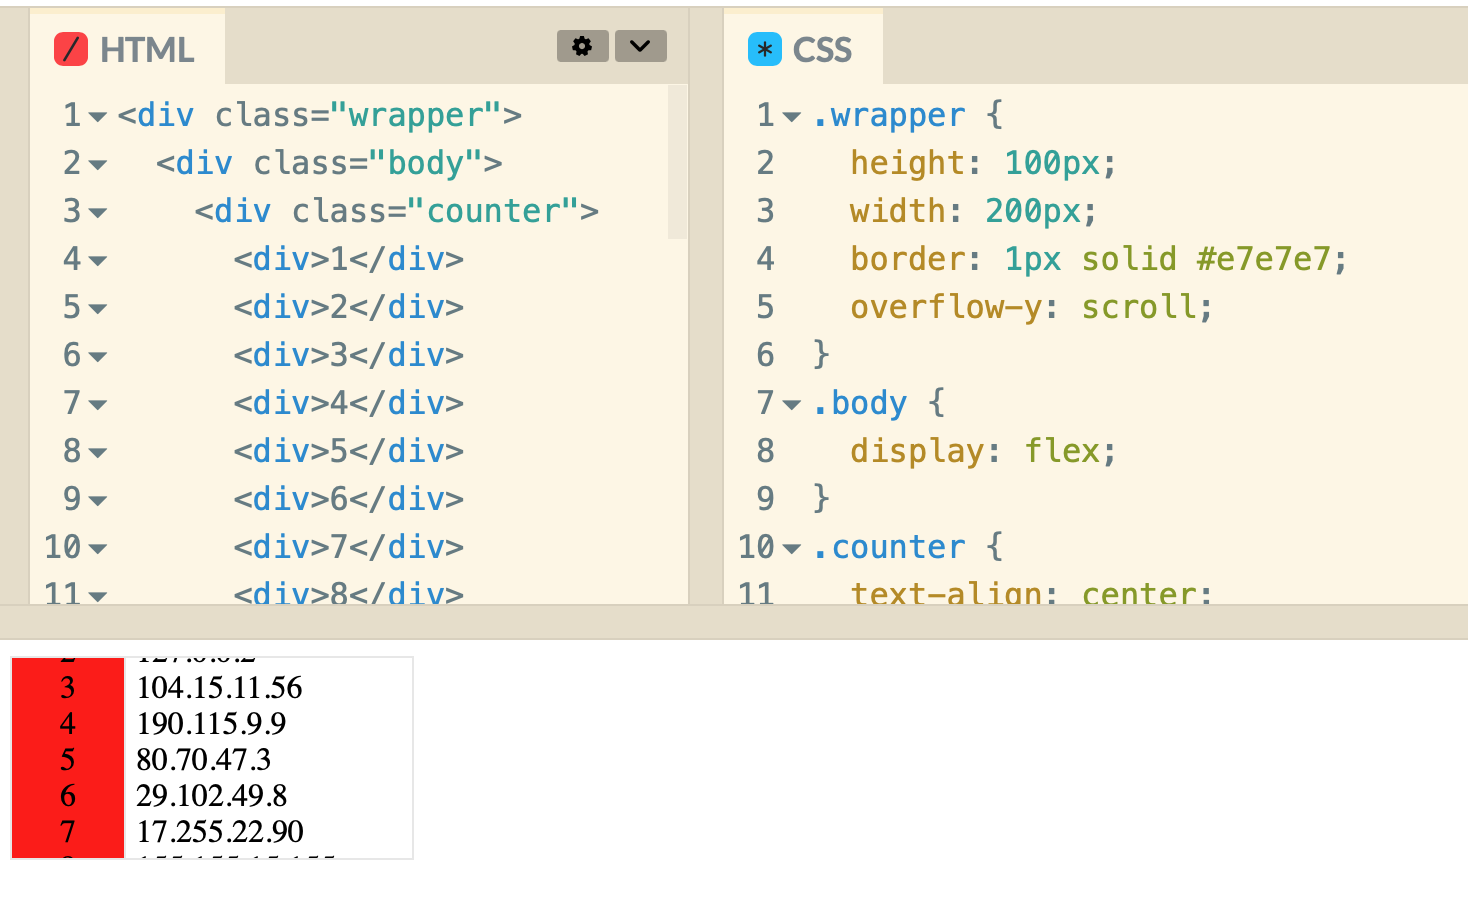 HTML
1 <div class="wrapper">
2 <div class="body">
3 <div class="counter">
4 <div>1</div>
5 <div>2</div>
6 <div>3</div>
7 <div>4</div>
8 <div>5</div>
9 <div>6</div>
10 <div>7</div>
11 <div>8</div>
* CSS
1 .wrapper {
2 height: 100px;
3 width: 200px;
4 border: 1px solid #e7e7e7;
5 overflow-y: scroll;
6 }
7 .body {
8 display: flex;
9 }
10 .counter {
11 text-align: center;
3 104.15.11.56
4 190.115.9.9
5 80.70.47.3
6 29.102.49.8
7 17.255.22.90